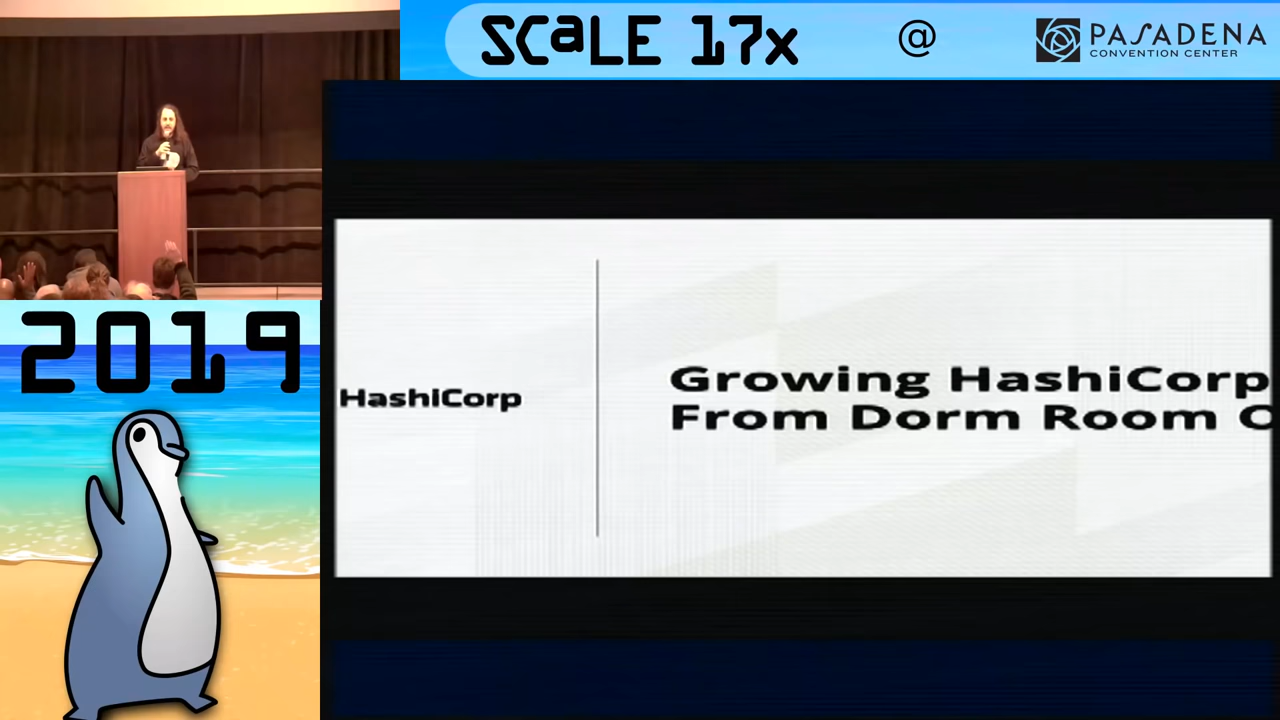 SCaLE 17x @ PASADENA
CONVENTION CENTER
2019
HashiCorp
Growing HashiCorp
From Dorm Room